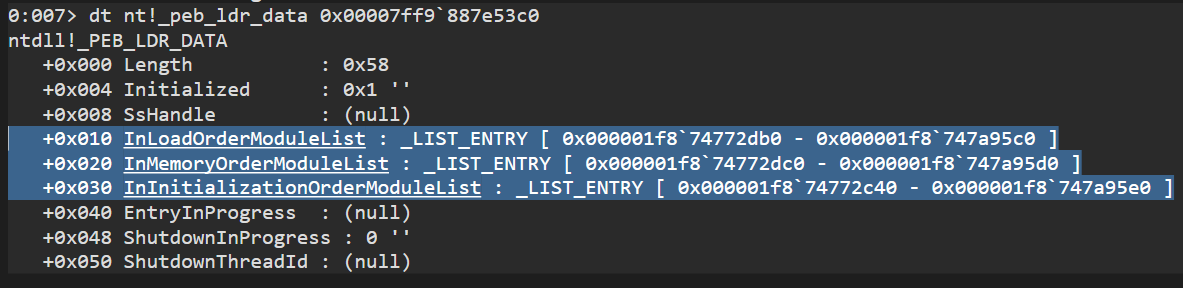 0:007> dt nt!_peb_ldr_data 0x00007ff9`887e53c0
ntdll!_PEB_LDR_DATA
+0x000 Length : 0x58
+0x004 Initialized : 0x1 ''
+0x008 SsHandle : (null)
+0x010 InLoadOrderModuleList : _LIST_ENTRY [ 0x000001f8`74772db0 - 0x000001f8`747a95c0 ]
+0x020 InMemoryOrderModuleList : _LIST_ENTRY [ 0x000001f8`74772dc0 - 0x000001f8`747a95d0 ]
+0x030 InInitializationOrderModuleList : _LIST_ENTRY [ 0x000001f8`74772c40 - 0x000001f8`747a95e0 ]
+0x040 EntryInProgress : (null)
+0x048 ShutdownInProgress : 0 ''
+0x050 ShutdownThreadId : (null)